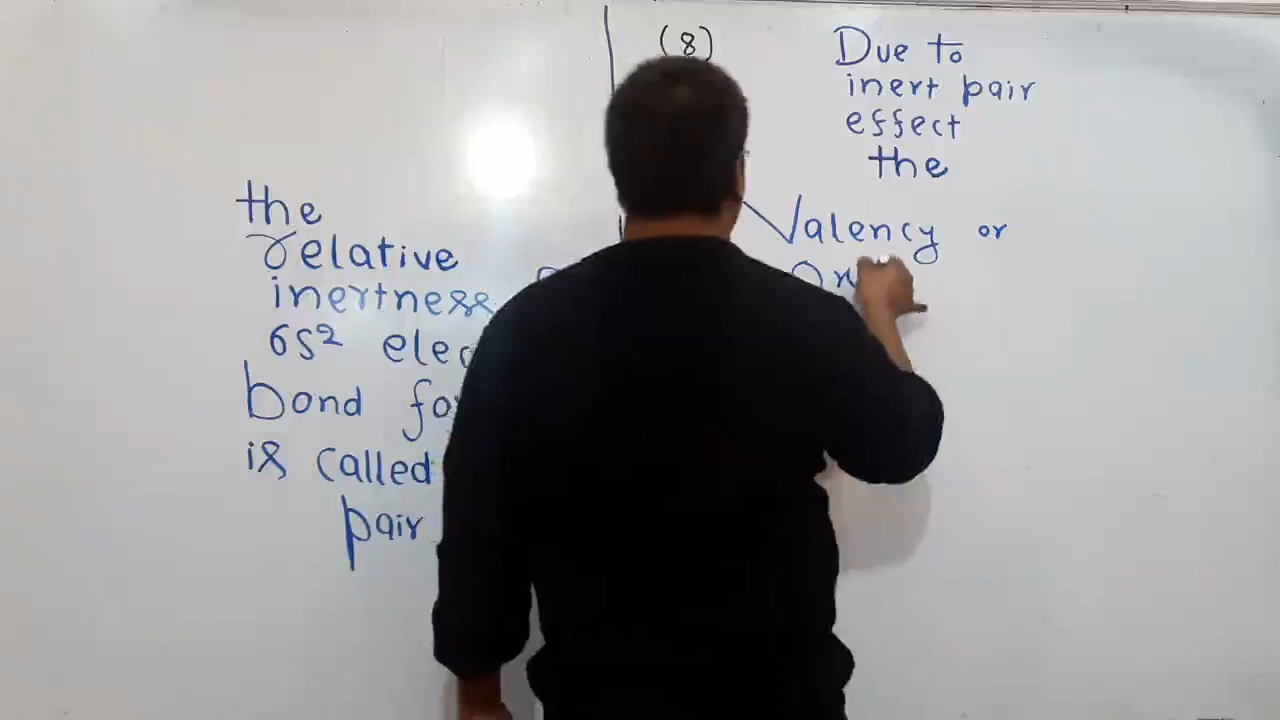 the
relative
inertness
6s² elec
bond fo
is called
pair
(8)
Due to
inert pair
effect
the
Valency or
Ox